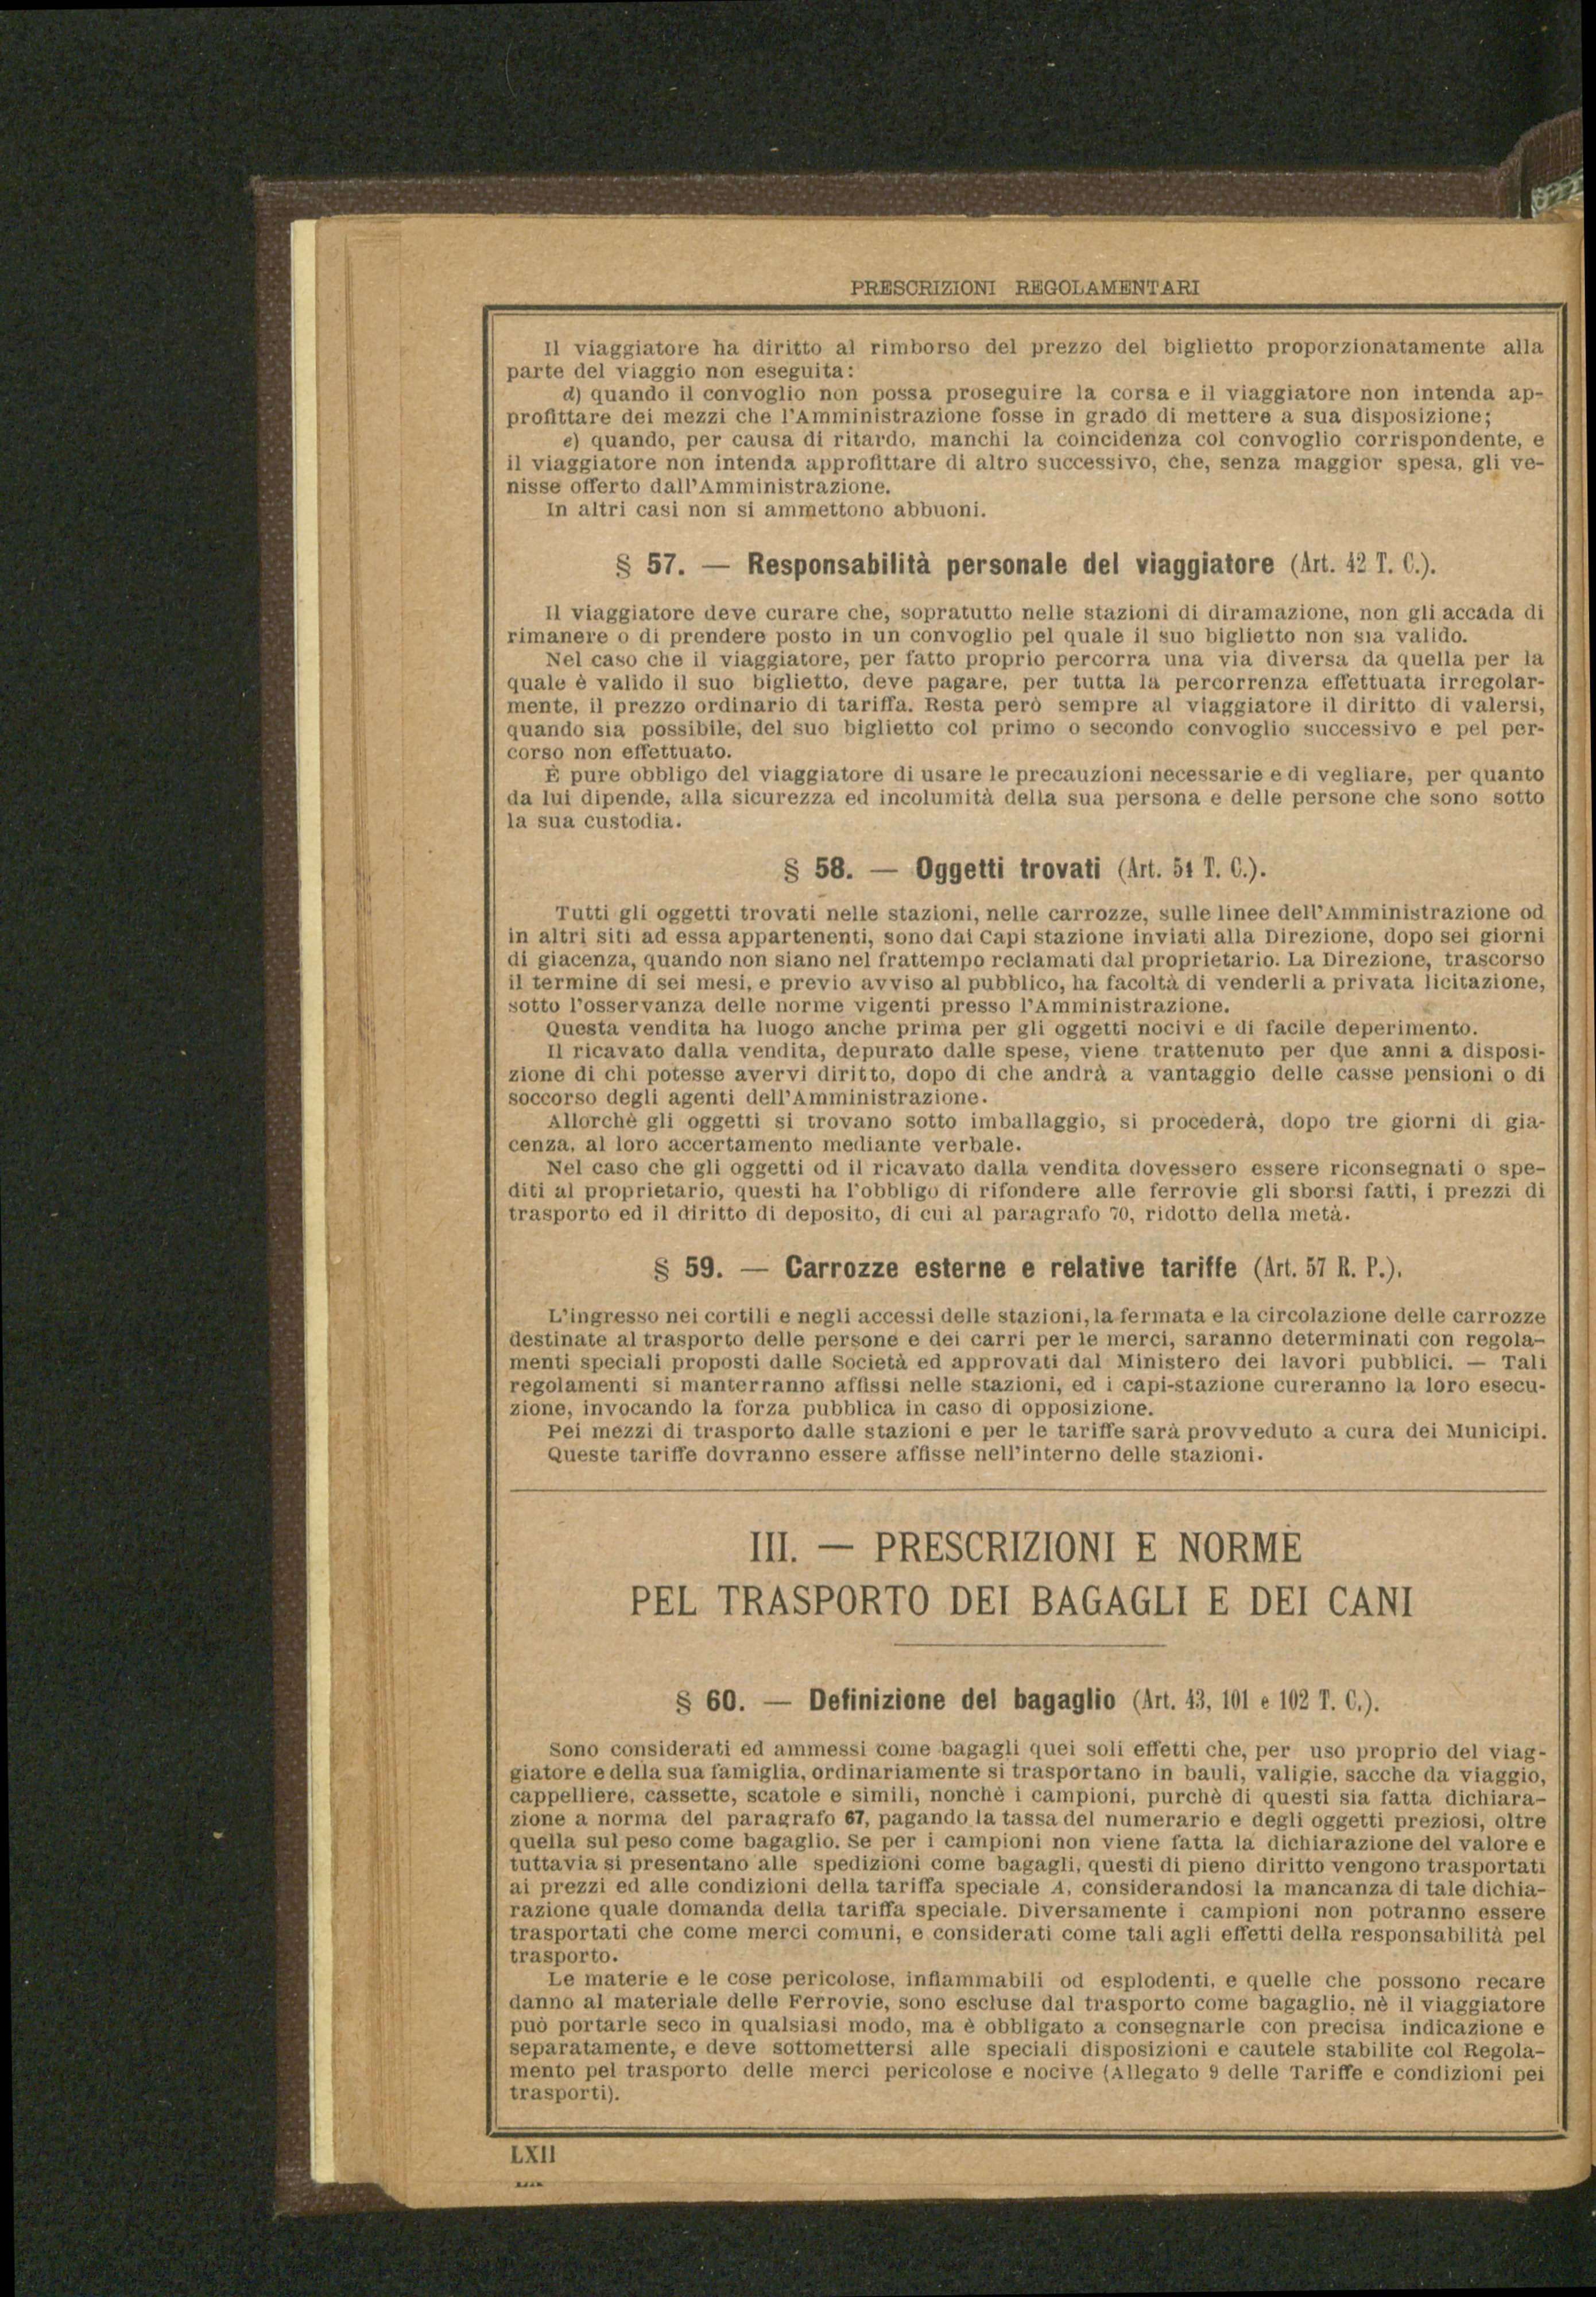 PRESCRIZIONI REGOLAMENTARI
Il viaggiatore ha diritto al rimborso del prezzo del biglietto proporzionatamente alla
parte del viaggio non eseguita:
d) quando il convoglio non possa proseguire la corsa e il viaggiatore non intenda ap-
profittare dei mezzi che l'Amministrazione fosse in grado di mettere a sua disposizione;
e) quando, per causa di ritardo, manchi la coincidenza col convoglio corrispondente, e
il viaggiatore non intenda approfittare di altro successivo, che, senza maggior spesa, gli ve-
nisse offerto dall'Amministrazione.
In altri casi non si ammettono abbuoni.
§ 57. — Responsabilità personale del viaggiatore (Art. 42 T. C.).
Il viaggiatore deve curare che, sopratutto nelle stazioni di diramazione, non gli accada di
rimanere o di prendere posto in un convoglio pel quale il suo biglietto non sia valido.
Nel caso che il viaggiatore, per fatto proprio percorra una via diversa da quella per la
quale è valido il suo biglietto, deve pagare, per tutta la percorrenza effettuata irregolar-
mente, il prezzo ordinario di tariffa. Resta però sempre al viaggiatore il diritto di valersi,
quando sia possibile, del suo biglietto col primo o secondo convoglio successivo e pel per-
corso non effettuato.
È pure obbligo del viaggiatore di usare le precauzioni necessarie e di vegliare, per quanto
da lui dipende, alla sicurezza ed incolumità della sua persona e delle persone che sono sotto
la sua custodia.
§ 58. — Oggetti trovati (Art. 51 T. C.).
Tutti gli oggetti trovati nelle stazioni, nelle carrozze, sulle linee dell'Amministrazione od
in altri siti ad essa appartenenti, sono dai Capi stazione inviati alla Direzione, dopo sei giorni
di giacenza, quando non siano nel frattempo reclamati dal proprietario. La Direzione, trascorso
il termine di sei mesi, e previo avviso al pubblico, ha facoltà di venderli a privata licitazione,
sotto l'osservanza delle norme vigenti presso l'Amministrazione.
Questa vendita ha luogo anche prima per gli oggetti nocivi e di facile deperimento.
Il ricavato dalla vendita, depurato dalle spese, viene trattenuto per due anni a disposi-
zione di chi potesse avervi diritto, dopo di che andrà a vantaggio delle casse pensioni o di
soccorso degli agenti dell'Amministrazione.
Allorchè gli oggetti si trovano sotto imballaggio, si procederà, dopo tre giorni di gia-
cenza, al loro accertamento mediante verbale.
Nel caso che gli oggetti od il ricavato dalla vendita dovessero essere riconsegnati o spe-
diti al proprietario, questi ha l'obbligo di rifondere alle ferrovie gli sborsi fatti, i prezzi di
trasporto ed il diritto di deposito, di cui al paragrafo 70, ridotto della metà.
§ 59. — Carrozze esterne e relative tariffe (Art. 57 R. P.).
L'ingresso nei cortili e negli accessi delle stazioni, la fermata e la circolazione delle carrozze
destinate al trasporto delle persone e dei carri per le merci, saranno determinati con regola-
menti speciali proposti dalle Società ed approvati dal Ministero dei lavori pubblici. — Tali
regolamenti si manterranno affissi nelle stazioni, ed i capi-stazione cureranno la loro esecu-
zione, invocando la forza pubblica in caso di opposizione.
Pei mezzi di trasporto dalle stazioni e per le tariffe sarà provveduto a cura dei Municipi.
Queste tariffe dovranno essere affisse nell'interno delle stazioni.
III. — PRESCRIZIONI E NORME
PEL TRASPORTO DEI BAGAGLI E DEI CANI
§ 60. — Definizione del bagaglio (Art. 43, 101 e 102 T. C.).
Sono considerati ed ammessi come bagagli quei soli effetti che, per uso proprio del viag-
giatore e della sua famiglia, ordinariamente si trasportano in bauli, valigie, sacche da viaggio,
cappelliere, cassette, scatole e simili, nonchè i campioni, purchè di questi sia fatta dichiara-
zione a norma del paragrafo 67, pagando la tassa del numerario e degli oggetti preziosi, oltre
quella sul peso come bagaglio. Se per i campioni non viene fatta la dichiarazione del valore e
tuttavia si presentano alle spedizioni come bagagli, questi di pieno diritto vengono trasportati
ai prezzi ed alle condizioni della tariffa speciale A, considerandosi la mancanza di tale dichia-
razione quale domanda della tariffa speciale. Diversamente i campioni non potranno essere
trasportati che come merci comuni, e considerati come tali agli effetti della responsabilità pel
trasporto.
Le materie e le cose pericolose, infiammabili od esplodenti, e quelle che possono recare
danno al materiale delle Ferrovie, sono escluse dal trasporto come bagaglio, nè il viaggiatore
può portarle seco in qualsiasi modo, ma è obbligato a consegnarle con precisa indicazione e
separatamente, e deve sottomettersi alle speciali disposizioni e cautele stabilite col Regola-
mento pel trasporto delle merci pericolose e nocive (Allegato 9 delle Tariffe e condizioni pei
trasporti).
LXII